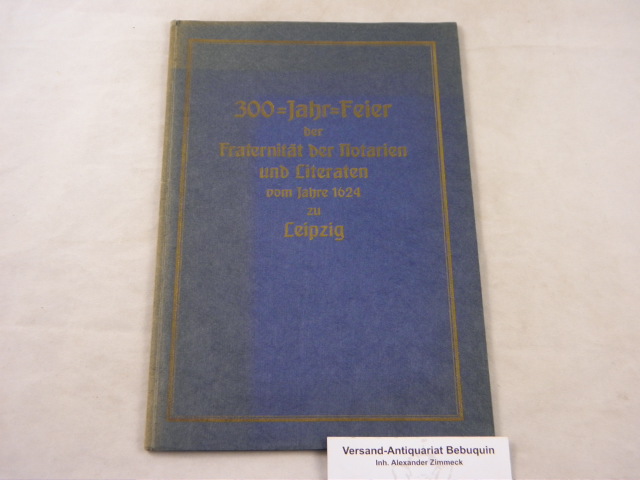 300=Jahr=Feier
der
Fraternität der Notarien
und Literaten
vom Jahre 1624
zu
Leipzig
Versand-Antiquariat Bebuquin
Inh. Alexander Zimmeck